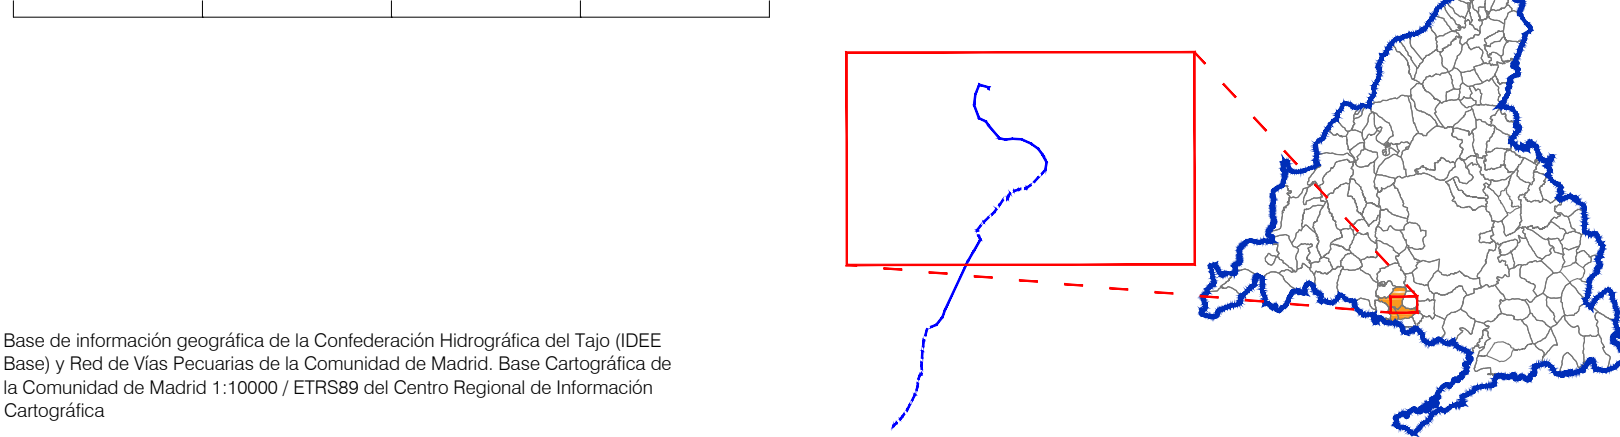 Base de información geográfica de la Confederación Hidrográfica del Tajo (IDEE
Base) y Red de Vías Pecuarias de la Comunidad de Madrid. Base Cartográfica de
la Comunidad de Madrid 1:10000 / ETRS89 del Centro Regional de Información
Cartográfica